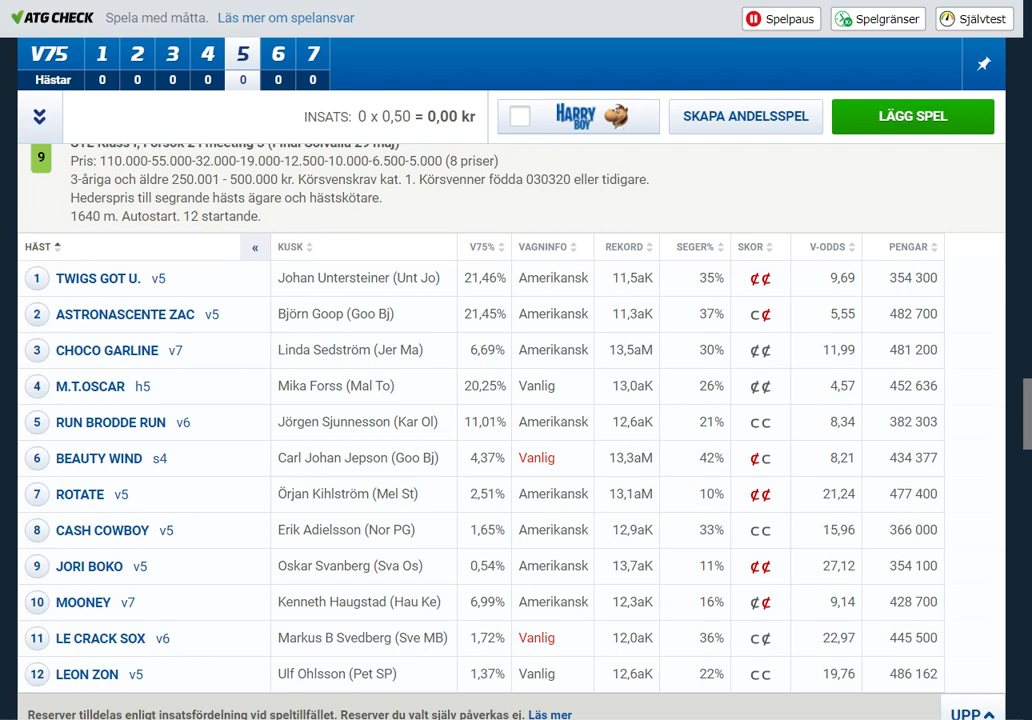 ATG CHECK Spela med måtta. Läs mer om spelansvar Spelpaus Spelgränser Självtest
V75 1 2 3 4 5 6 7
Hästar 0 0 0 0 0 0 0
INSATS: 0 x 0,50 = 0,00 kr HARRY BOY SKAPA ANDELSSPEL LÄGG SPEL
9
Pris: 110.000-55.000-32.000-19.000-12.500-10.000-6.500-5.000 (8 priser)
3-åriga och äldre 250.001 - 500.000 kr. Körsvenskrav kat. 1. Körsvenner födda 030320 eller tidigare.
Hederspris till segrande hästs ägare och hästskötare.
1640 m. Autostart. 12 startande.
HÄST « KUSK V75% VAGNINFO REKORD SEGER% SKOR V-ODDS PENGAR
1 TWIGS GOT U. v5 Johan Untersteiner (Unt Jo) 21,46% Amerikansk 11,5aK 35% ¢¢ 9,69 354 300
2 ASTRONASCENTE ZAC v5 Björn Goop (Goo Bj) 21,45% Amerikansk 11,3aK 37% C¢ 5,55 482 700
3 CHOCO GARLINE v7 Linda Sedström (Jer Ma) 6,69% Amerikansk 13,5aM 30% ¢¢ 11,99 481 200
4 M.T.OSCAR h5 Mika Forss (Mal To) 20,25% Vanlig 13,0aK 26% ¢¢ 4,57 452 636
5 RUN BRODDE RUN v6 Jörgen Sjunnesson (Kar Ol) 11,01% Amerikansk 12,6aK 21% CC 8,34 382 303
6 BEAUTY WIND s4 Carl Johan Jepson (Goo Bj) 4,37% Vanlig 13,3aM 42% ¢C 8,21 434 377
7 ROTATE v5 Örjan Kihlström (Mel St) 2,51% Amerikansk 13,1aM 10% ¢¢ 21,24 477 400
8 CASH COWBOY v5 Erik Adielsson (Nor PG) 1,65% Amerikansk 12,9aK 33% CC 15,96 366 000
9 JORI BOKO v5 Oskar Svanberg (Sva Os) 0,54% Amerikansk 13,7aK 11% ¢¢ 27,12 354 100
10 MOONEY v7 Kenneth Haugstad (Hau Ke) 6,99% Amerikansk 12,3aK 16% ¢¢ 9,14 428 700
11 LE CRACK SOX v6 Markus B Svedberg (Sve MB) 1,72% Vanlig 12,0aK 36% C¢ 22,97 445 500
12 LEON ZON v5 Ulf Ohlsson (Pet SP) 1,37% Vanlig 12,6aK 22% CC 19,76 486 162
Reserver tilldelas enligt insatsfördelning vid speltillfället. Reserver du valt själv påverkas ej. Läs mer UPP